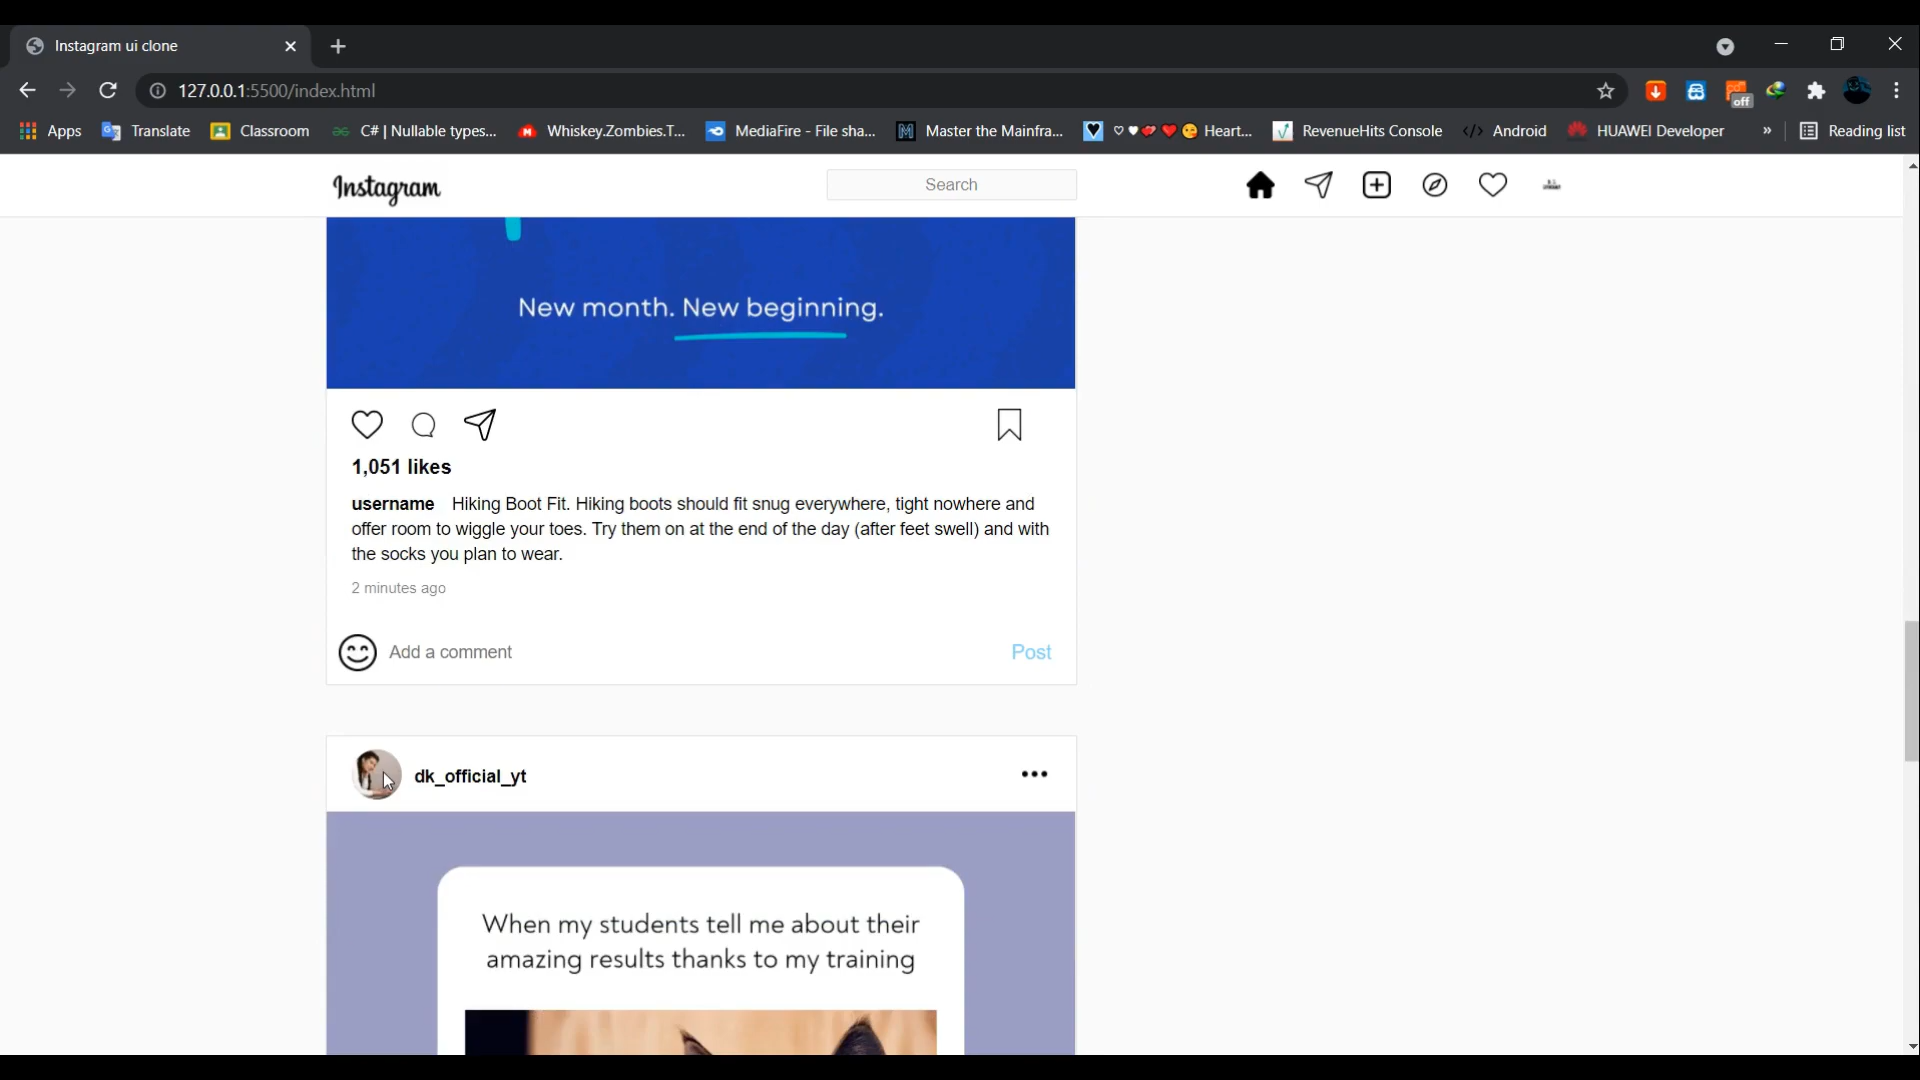 Instagram ui clone
127.0.0.1:5500/index.html
off
Apps
Translate
Classroom
C# | Nullable types...
Whiskey.Zombies.T...
MediaFire - File sha...
Master the Mainfra...
Heart...
RevenueHits Console
Android
HUAWEI Developer
»
Reading list
Instagram
Search
New month. New beginning.
1,051 likes
username Hiking Boot Fit. Hiking boots should fit snug everywhere, tight nowhere and
offer room to wiggle your toes. Try them on at the end of the day (after feet swell) and with
the socks you plan to wear.
2 minutes ago
Add a comment
Post
dk_official_yt
When my students tell me about their
amazing results thanks to my training